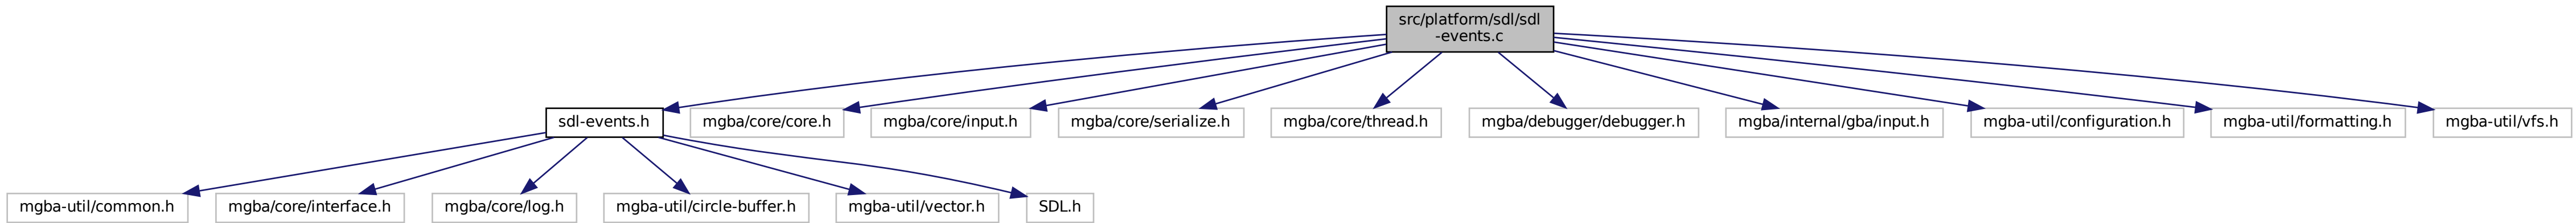 src/platform/sdl/sdl
-events.c
sdl-events.h
mgba/core/core.h
mgba/core/input.h
mgba/core/serialize.h
mgba/core/thread.h
mgba/debugger/debugger.h
mgba/internal/gba/input.h
mgba-util/configuration.h
mgba-util/formatting.h
mgba-util/vfs.h
mgba-util/common.h
mgba/core/interface.h
mgba/core/log.h
mgba-util/circle-buffer.h
mgba-util/vector.h
SDL.h